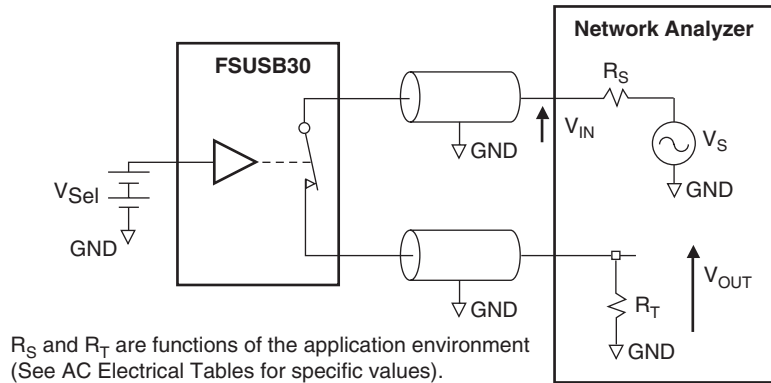 Network Analyzer
FSUSB30
R_S
V_IN
V_S
GND
GND
V_Sel
GND
GND
V_OUT
R_T
GND
R_S and R_T are functions of the application environment
(See AC Electrical Tables for specific values).